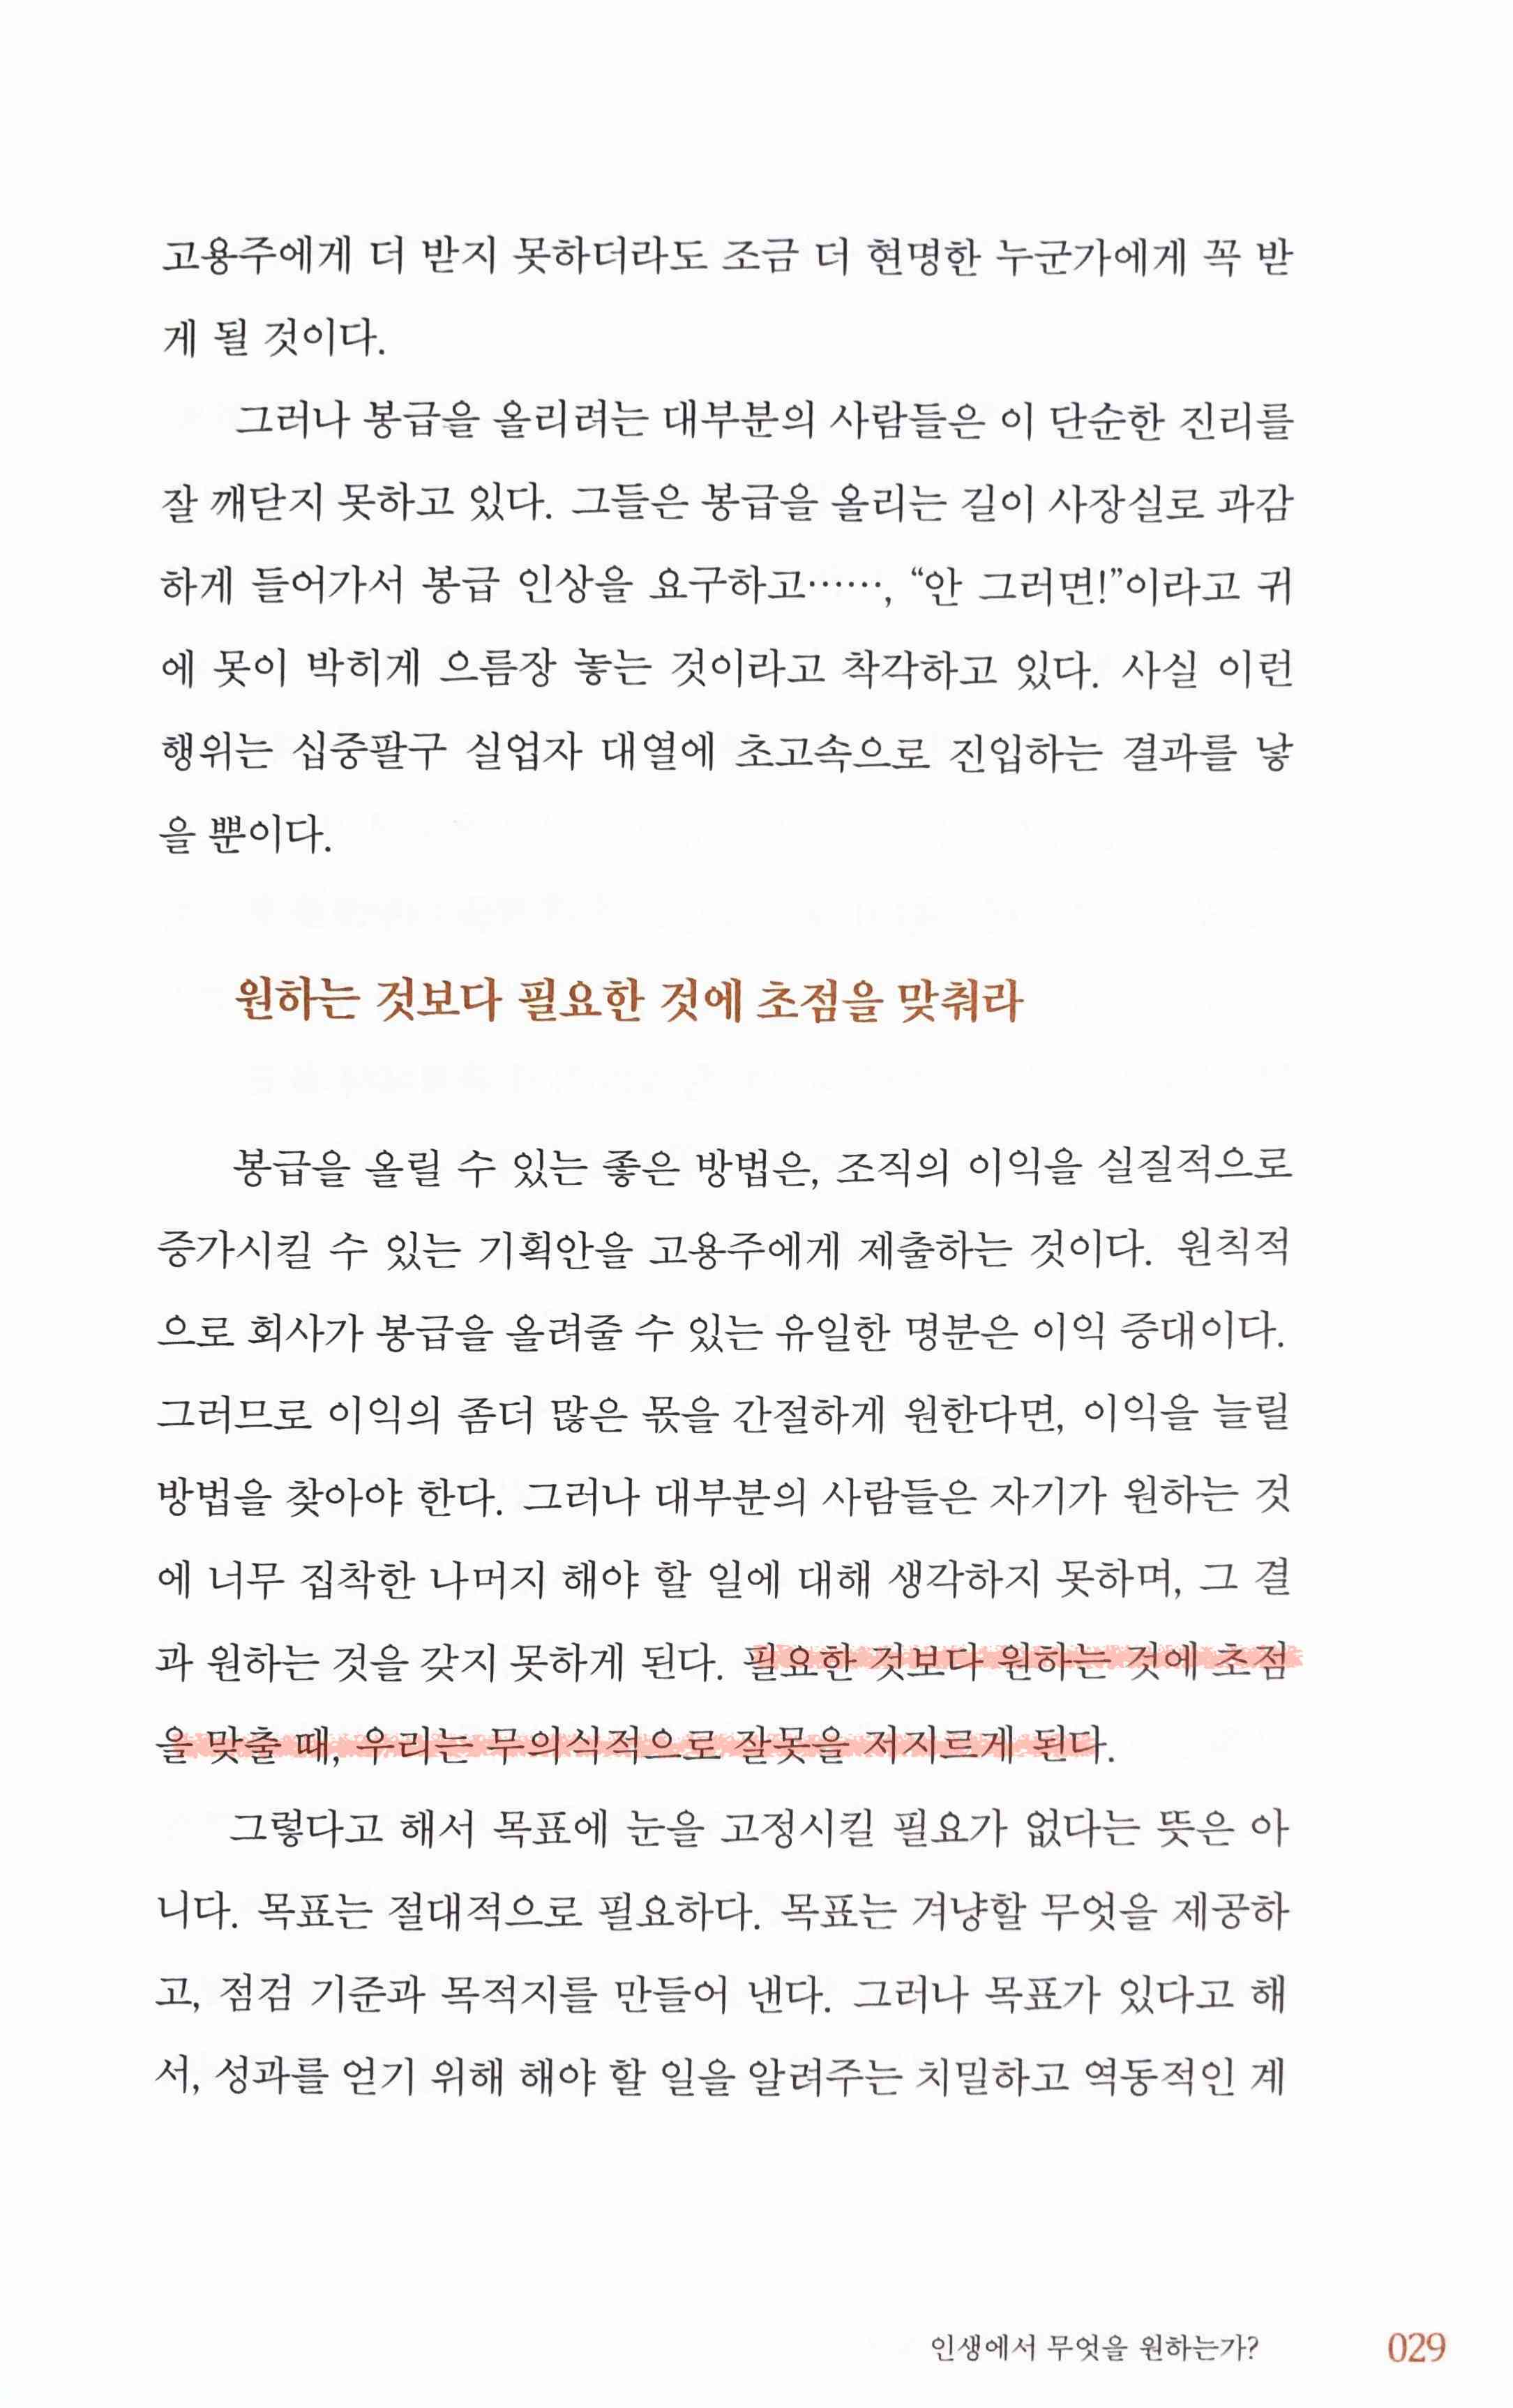 고용주에게 더 받지 못하더라도 조금 더 현명한 누군가에게 꼭 받
게 될 것이다.
그러나 봉급을 올리려는 대부분의 사람들은 이 단순한 진리를
잘 깨닫지 못하고 있다. 그들은 봉급을 올리는 길이 사장실로 과감
하게 들어가서 봉급 인상을 요구하고……, “안 그러면!”이라고 귀
에 못이 박히게 으름장 놓는 것이라고 착각하고 있다. 사실 이런
행위는 십중팔구 실업자 대열에 초고속으로 진입하는 결과를 낳
을 뿐이다.
원하는 것보다 필요한 것에 초점을 맞춰라
봉급을 올릴 수 있는 좋은 방법은, 조직의 이익을 실질적으로
증가시킬 수 있는 기획안을 고용주에게 제출하는 것이다. 원칙적
으로 회사가 봉급을 올려줄 수 있는 유일한 명분은 이익 증대이다.
그러므로 이익의 좀더 많은 몫을 간절하게 원한다면, 이익을 늘릴
방법을 찾아야 한다. 그러나 대부분의 사람들은 자기가 원하는 것
에 너무 집착한 나머지 해야 할 일에 대해 생각하지 못하며, 그 결
과 원하는 것을 갖지 못하게 된다. 필요한 것보다 원하는 것에 초점
을 맞출 때, 우리는 무의식적으로 잘못을 저지르게 된다.
그렇다고 해서 목표에 눈을 고정시킬 필요가 없다는 뜻은 아
니다. 목표는 절대적으로 필요하다. 목표는 겨냥할 무엇을 제공하
고, 점검 기준과 목적지를 만들어 낸다. 그러나 목표가 있다고 해
서, 성과를 얻기 위해 해야 할 일을 알려주는 치밀하고 역동적인 계
인생에서 무엇을 원하는가? 029